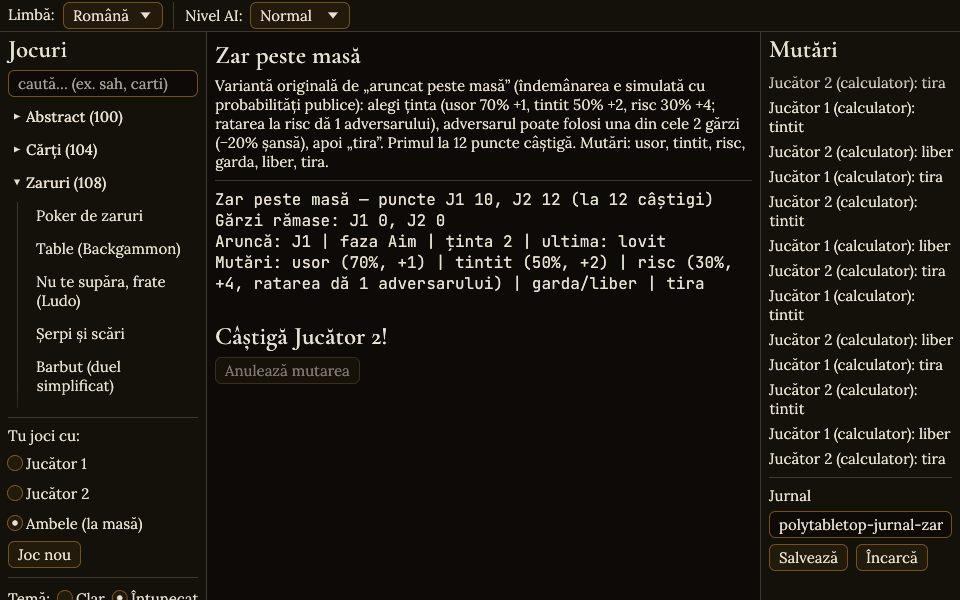 Limbă: Română ▼ Nivel AI: Normal ▼
Jocuri
caută... (ex. sah, carti)
▸ Abstract (100)
▸ Cărți (104)
▾ Zaruri (108)
Poker de zaruri
Table (Backgammon)
Nu te supăra, frate
(Ludo)
Șerpi și scări
Barbut (duel
simplificat)
Tu joci cu:
Jucător 1
Jucător 2
Ambele (la masă)
Joc nou
Temă: Clar Întunecat
Zar peste masă
Variantă originală de „aruncat peste masă” (îndemânarea e simulată cu
probabilități publice): alegi ținta (usor 70% +1, tintit 50% +2, risc 30% +4;
ratarea la risc dă 1 adversarului), adversarul poate folosi una din cele 2 gărzi
(−20% șansă), apoi „tira”. Primul la 12 puncte câștigă. Mutări: usor, tintit, risc,
garda, liber, tira.
Zar peste masă — puncte J1 10, J2 12 (la 12 câștigi)
Gărzi rămase: J1 0, J2 0
Aruncă: J1 | faza Aim | ținta 2 | ultima: lovit
Mutări: usor (70%, +1) | tintit (50%, +2) | risc (30%,
+4, ratarea dă 1 adversarului) | garda/liber | tira
Câștigă Jucător 2!
Anulează mutarea
Mutări
Jucător 2 (calculator): tira
Jucător 1 (calculator):
tintit
Jucător 2 (calculator): liber
Jucător 1 (calculator): tira
Jucător 2 (calculator):
tintit
Jucător 1 (calculator): liber
Jucător 2 (calculator): tira
Jucător 1 (calculator):
tintit
Jucător 2 (calculator): liber
Jucător 1 (calculator): tira
Jucător 2 (calculator):
tintit
Jucător 1 (calculator): liber
Jucător 2 (calculator): tira
Jurnal
polytabletop-jurnal-zar
Salvează Încarcă